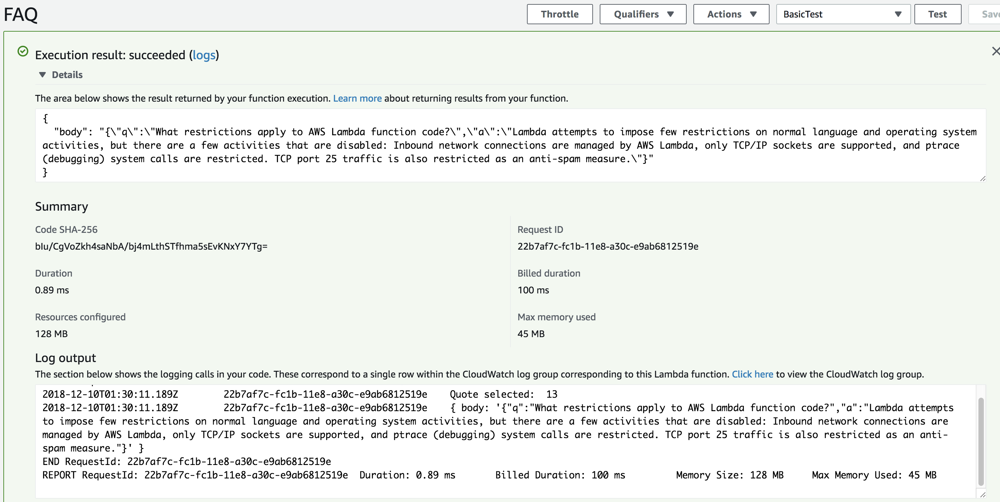 FAQ
Throttle
Qualifiers
Actions
BasicTest
Test
Execution result: succeeded (logs)
Details
The area below shows the result returned by your function execution. Learn more about returning results from your function.
{
"body": "{\"q\":\"What restrictions apply to AWS Lambda function code?\",\"a\":\"Lambda attempts to impose few restrictions on normal language and operating system
activities, but there are a few activities that are disabled: Inbound network connections are managed by AWS Lambda, only TCP/IP sockets are supported, and ptrace
(debugging) system calls are restricted. TCP port 25 traffic is also restricted as an anti-spam measure.\"}"
}
Summary
Code SHA-256
bIu/CgVoZkh4saNbA/bj4mLthSTfhma5sEvKNxY7YTg=
Request ID
22b7af7c-fc1b-11e8-a30c-e9ab6812519e
Duration
0.89 ms
Billed duration
100 ms
Resources configured
128 MB
Max memory used
45 MB
Log output
The section below shows the logging calls in your code. These correspond to a single row within the CloudWatch log group corresponding to this Lambda function. Click here to view the CloudWatch log group.
2018-12-10T01:30:11.189Z 22b7af7c-fc1b-11e8-a30c-e9ab6812519e Quote selected: 13
2018-12-10T01:30:11.189Z 22b7af7c-fc1b-11e8-a30c-e9ab6812519e { body: '{"q":"What restrictions apply to AWS Lambda function code?","a":"Lambda attempts
to impose few restrictions on normal language and operating system activities, but there are a few activities that are disabled: Inbound network connections are
managed by AWS Lambda, only TCP/IP sockets are supported, and ptrace (debugging) system calls are restricted. TCP port 25 traffic is also restricted as an anti-
spam measure."}' }
END RequestId: 22b7af7c-fc1b-11e8-a30c-e9ab6812519e
REPORT RequestId: 22b7af7c-fc1b-11e8-a30c-e9ab6812519e Duration: 0.89 ms Billed Duration: 100 ms Memory Size: 128 MB Max Memory Used: 45 MB